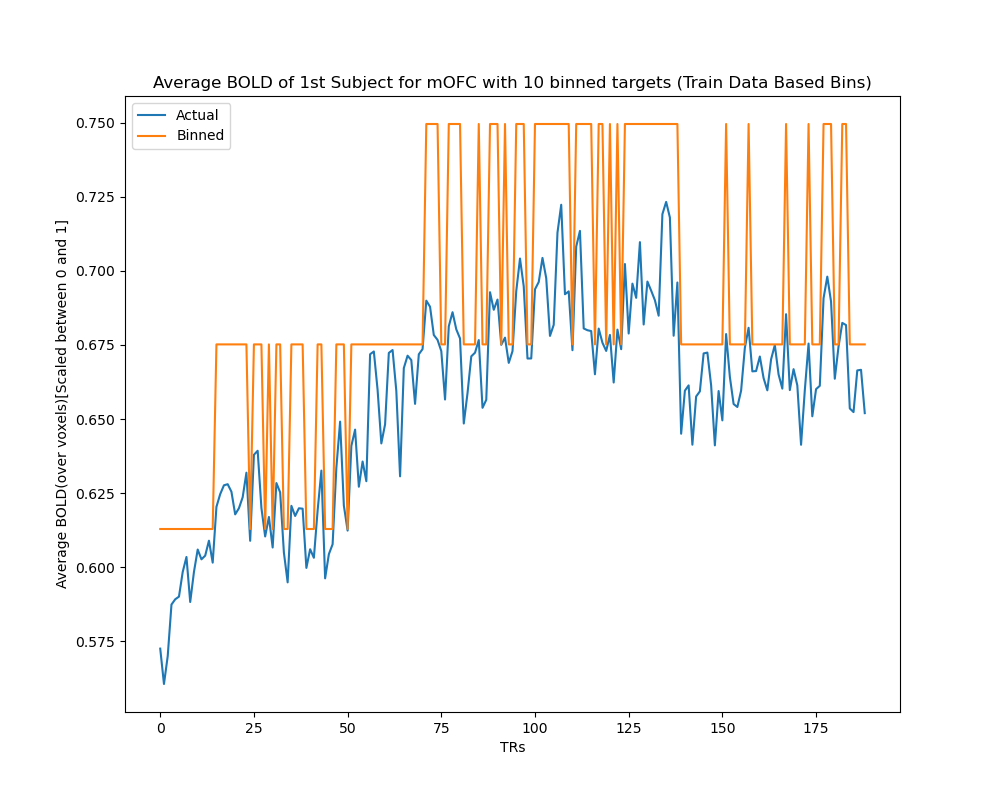 Average BOLD of 1st Subject for mOFC with 10 binned targets (Train Data Based Bins)
Actual
Binned
0.750
0.725
0.700
0.675
0.650
0.625
0.600
0.575
Average BOLD(over voxels)[Scaled between 0 and 1]
0 25 50 75 100 125 150 175
TRs